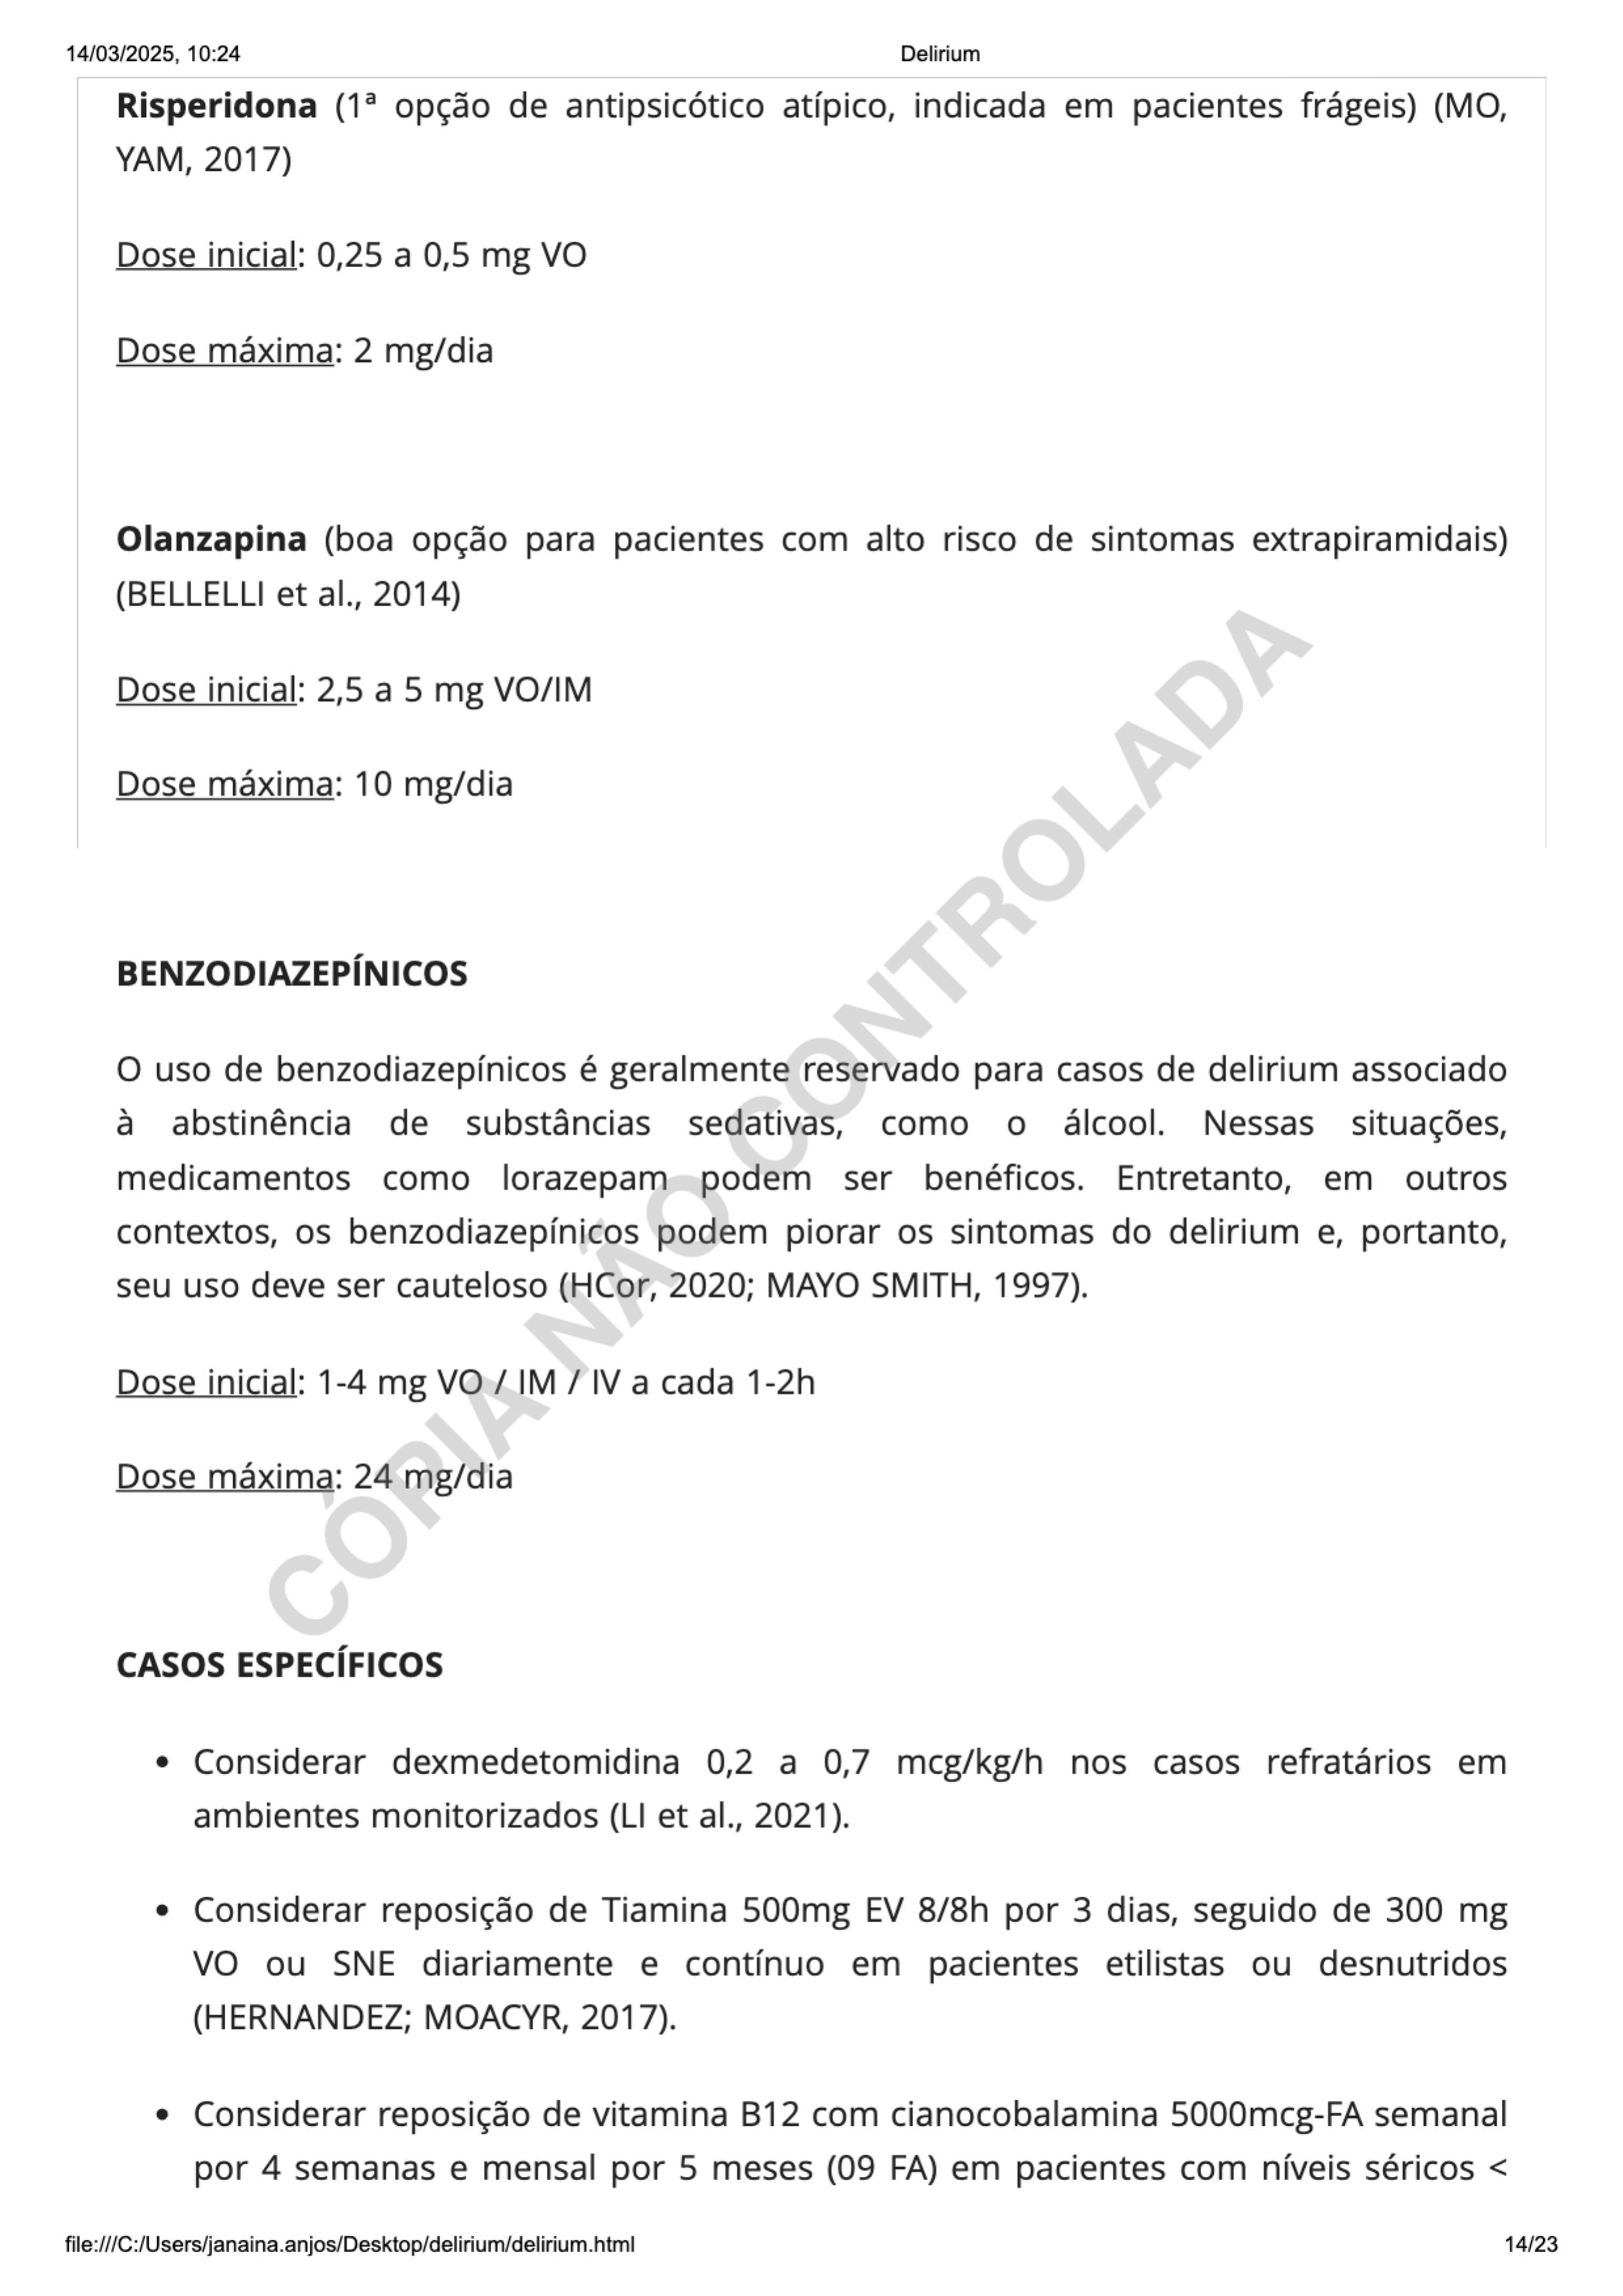 14/03/2025, 10:24
Delirium
Risperidona (1ª opção de antipsicótico atípico, indicada em pacientes frágeis) (MO,
YAM, 2017)
Dose inicial: 0,25 a 0,5 mg VO
Dose máxima: 2 mg/dia
Olanzapina (boa opção para pacientes com alto risco de sintomas extrapiramidais)
(BELLELLI et al., 2014)
Dose inicial: 2,5 a 5 mg VO/IM
Dose máxima: 10 mg/dia
BENZODIAZEPÍNICOS
O uso de benzodiazepínicos é geralmente reservado para casos de delirium associado
à abstinência de substâncias sedativas, como o álcool. Nessas situações,
medicamentos como lorazepam podem ser benéficos. Entretanto, em outros
contextos, os benzodiazepínicos podem piorar os sintomas do delirium e, portanto,
seu uso deve ser cauteloso (HCor, 2020; MAYO SMITH, 1997).
Dose inicial: 1-4 mg VO / IM / IV a cada 1-2h
Dose máxima: 24 mg/dia
CASOS ESPECÍFICOS
• Considerar dexmedetomidina 0,2 a 0,7 mcg/kg/h nos casos refratários em
ambientes monitorizados (LI et al., 2021).
• Considerar reposição de Tiamina 500mg EV 8/8h por 3 dias, seguido de 300 mg
VO ou SNE diariamente e contínuo em pacientes etilistas ou desnutridos
(HERNANDEZ; MOACYR, 2017).
• Considerar reposição de vitamina B12 com cianocobalamina 5000mcg-FA semanal
por 4 semanas e mensal por 5 meses (09 FA) em pacientes com níveis séricos <
CÓPIA NÃO CONTROLADA
file:///C:/Users/janaina.anjos/Desktop/delirium/delirium.html
14/23